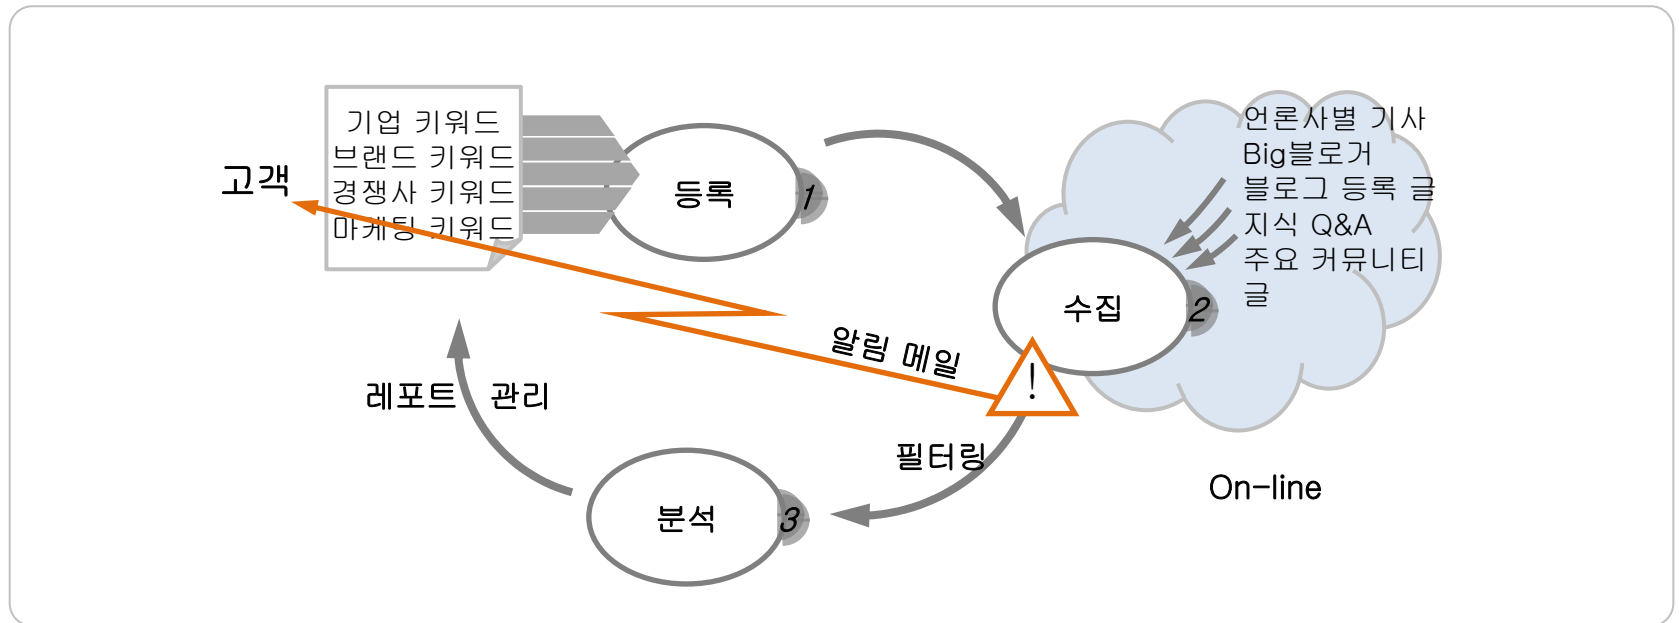 고객
기업 키워드
브랜드 키워드
경쟁사 키워드
마케팅 키워드
등록
1
언론사별 기사
Big블로거
블로그 등록 글
지식 Q&A
주요 커뮤니티
글
수집
2
!
알림 메일
레포트 관리
필터링
분석
3
On-line